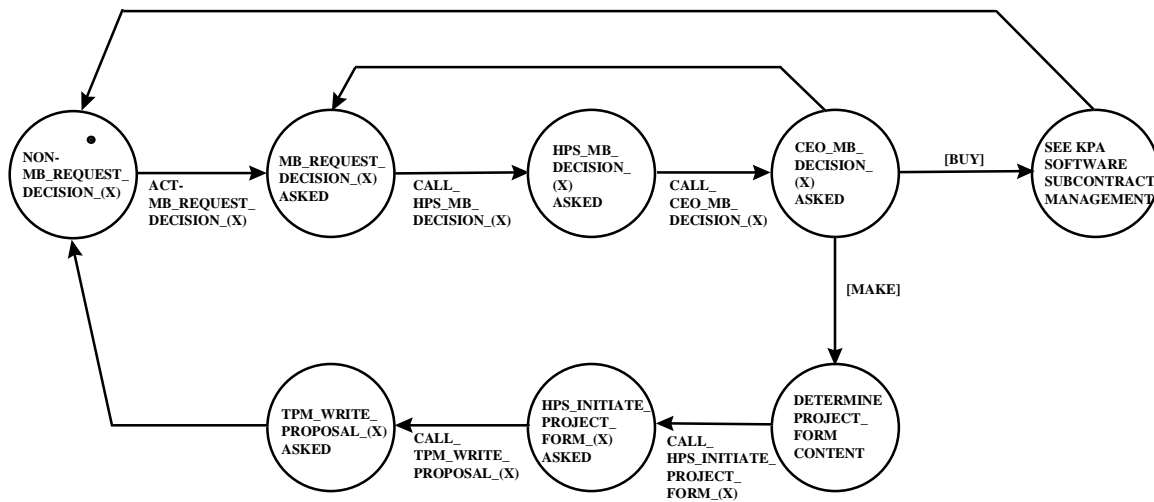 NON-
MB_REQUEST_
DECISION_(X)
ACT-
MB_REQUEST_
DECISION_(X)
MB_REQUEST_
DECISION_(X)
ASKED
CALL_
HPS_MB_
DECISION_(X)
HPS_MB_
DECISION_
(X)
ASKED
CALL_
CEO_MB_
DECISION_(X)
CEO_MB_
DECISION_
(X)
ASKED
[BUY]
SEE KPA
SOFTWARE
SUBCONTRACT
MANAGEMENT
[MAKE]
TPM_WRITE_
PROPOSAL_(X)
ASKED
CALL_
TPM_WRITE_
PROPOSAL_(X)
HPS_INITIATE_
PROJECT_
FORM_(X)
ASKED
CALL_
HPS_INITIATE_
PROJECT_
FORM_(X)
DETERMINE
PROJECT_
FORM
CONTENT